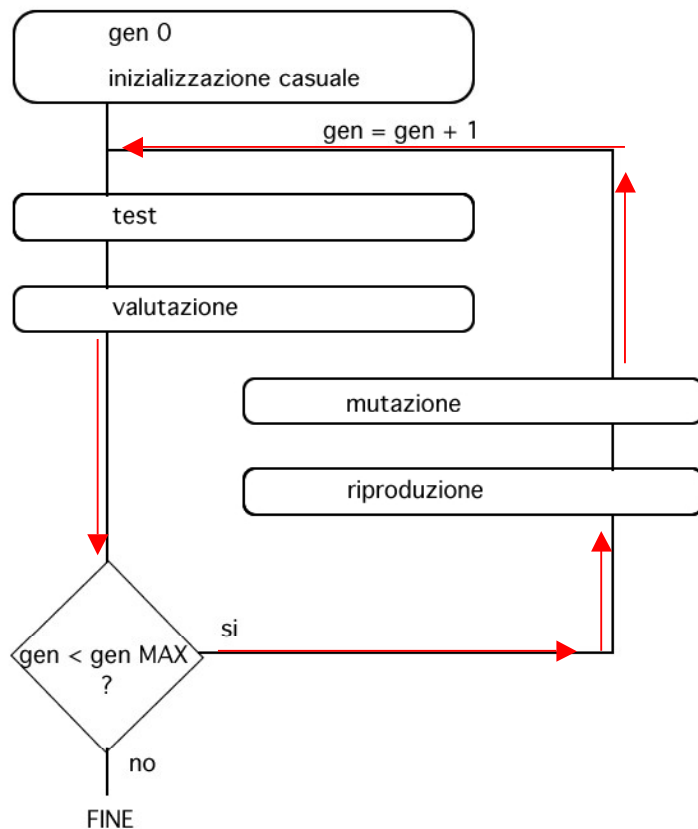 gen 0
inizializzazione casuale
gen = gen + 1
test
valutazione
mutazione
riproduzione
si
gen < gen MAX
?
no
FINE